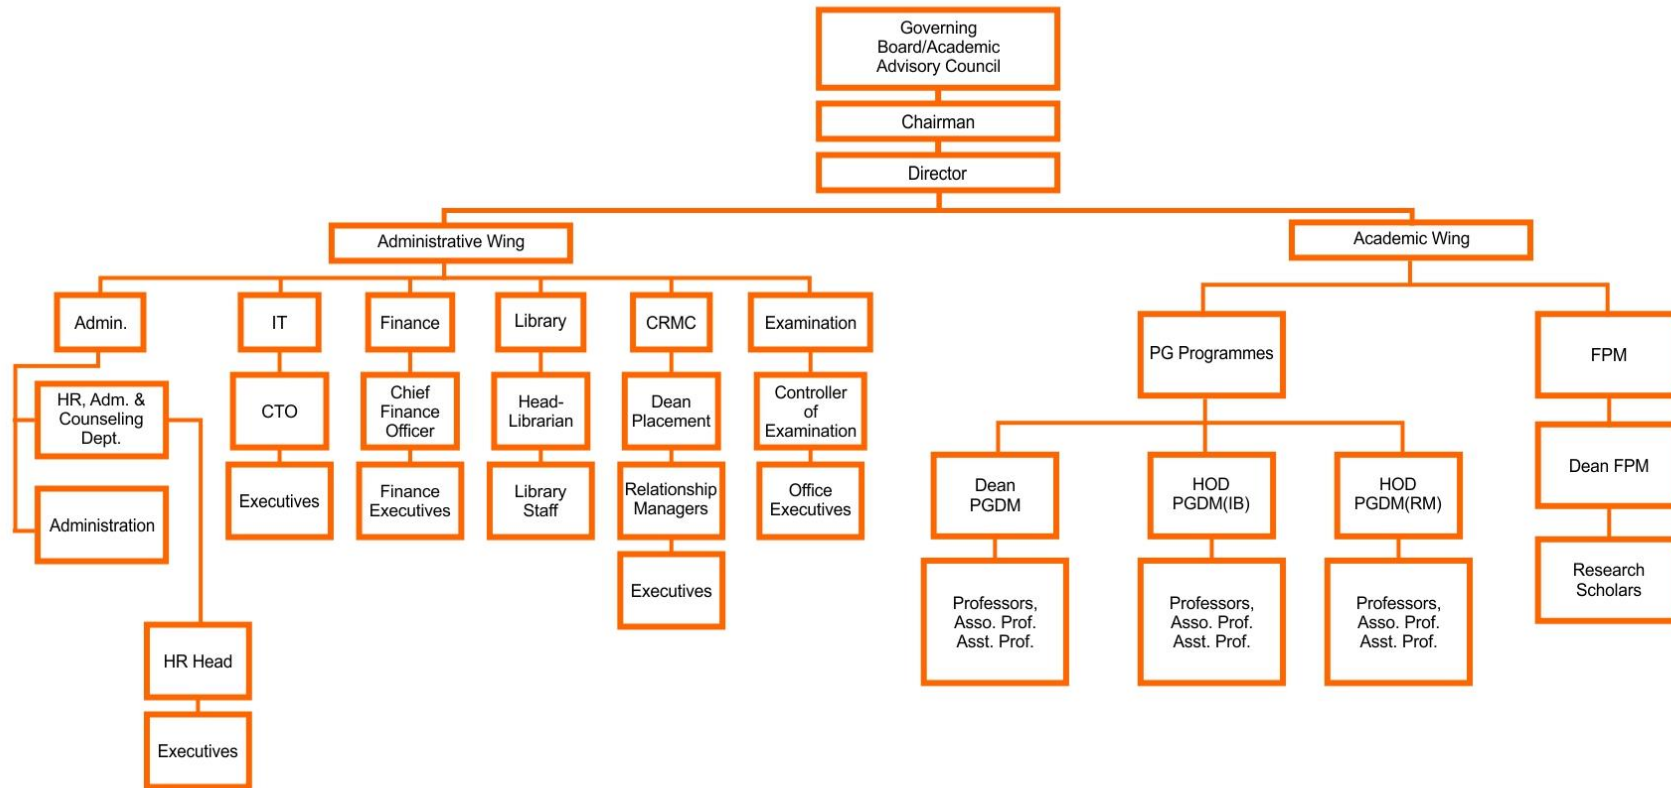 Governing
Board/Academic
Advisory Council
Chairman
Director
Administrative Wing
Academic Wing
Admin.
IT
Finance
Library
CRMC
Examination
PG Programmes
FPM
HR, Adm. &
Counseling
Dept.
CTO
Chief
Finance
Officer
Head-
Librarian
Dean
Placement
Controller
of
Examination
Dean
PGDM
HOD
PGDM(IB)
HOD
PGDM(RM)
Dean FPM
Administration
Executives
Finance
Executives
Library
Staff
Relationship
Managers
Office
Executives
Executives
Professors,
Asso. Prof.
Asst. Prof.
Professors,
Asso. Prof.
Asst. Prof.
Professors,
Asso. Prof.
Asst. Prof.
Research
Scholars
HR Head
Executives